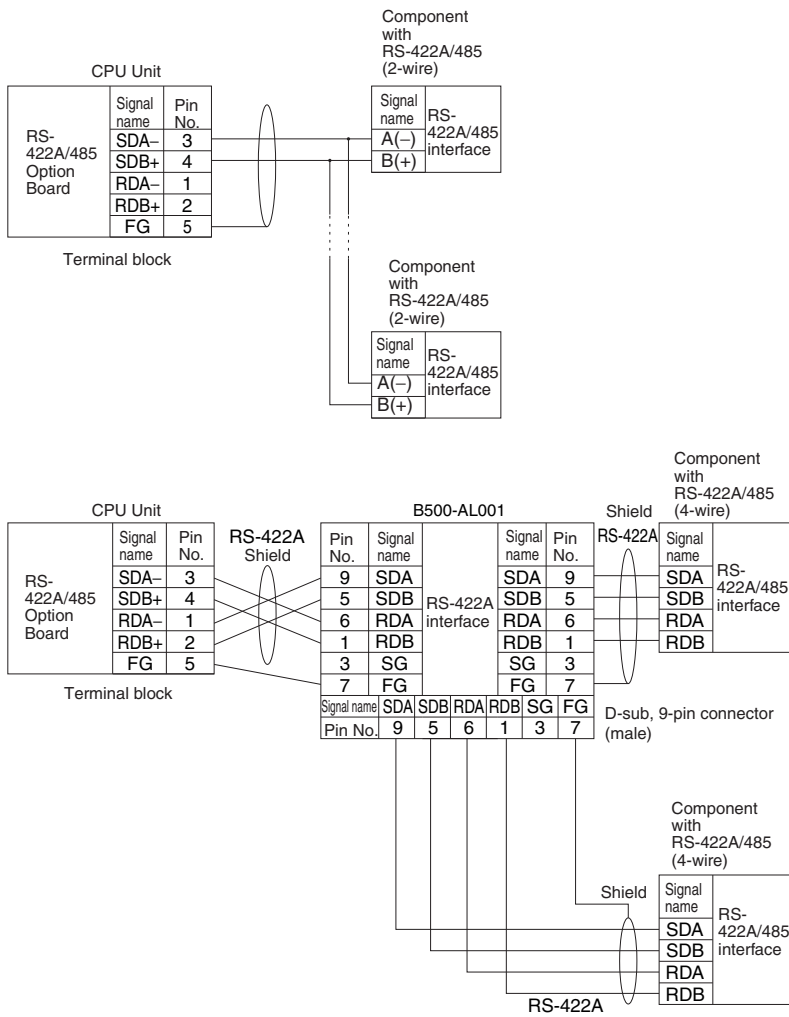 Component
with
RS-422A/485
(2-wire)
CPU Unit
RS-
422A/485
Option
Board
Signal
name
Pin
No.
SDA– 3
SDB+ 4
RDA– 1
RDB+ 2
FG 5
Terminal block
Signal
name
A(–)
B(+)
RS-
422A/485
interface
Component
with
RS-422A/485
(2-wire)
Signal
name
A(–)
B(+)
RS-
422A/485
interface
CPU Unit
RS-
422A/485
Option
Board
Signal
name
Pin
No.
SDA– 3
SDB+ 4
RDA– 1
RDB+ 2
FG 5
Terminal block
RS-422A
Shield
B500-AL001
Pin
No.
Signal
name
9 SDA
5 SDB
6 RDA
1 RDB
3 SG
7 FG
RS-422A
interface
Signal
name
Pin
No.
SDA 9
SDB 5
RDA 6
RDB 1
SG 3
FG 7
Signal name SDA SDB RDA RDB SG FG
Pin No. 9 5 6 1 3 7
D-sub, 9-pin connector
(male)
Shield
RS-422A
Component
with
RS-422A/485
(4-wire)
Signal
name
SDA
SDB
RDA
RDB
RS-
422A/485
interface
Component
with
RS-422A/485
(4-wire)
Shield
Signal
name
SDA
SDB
RDA
RDB
RS-
422A/485
interface
RS-422A